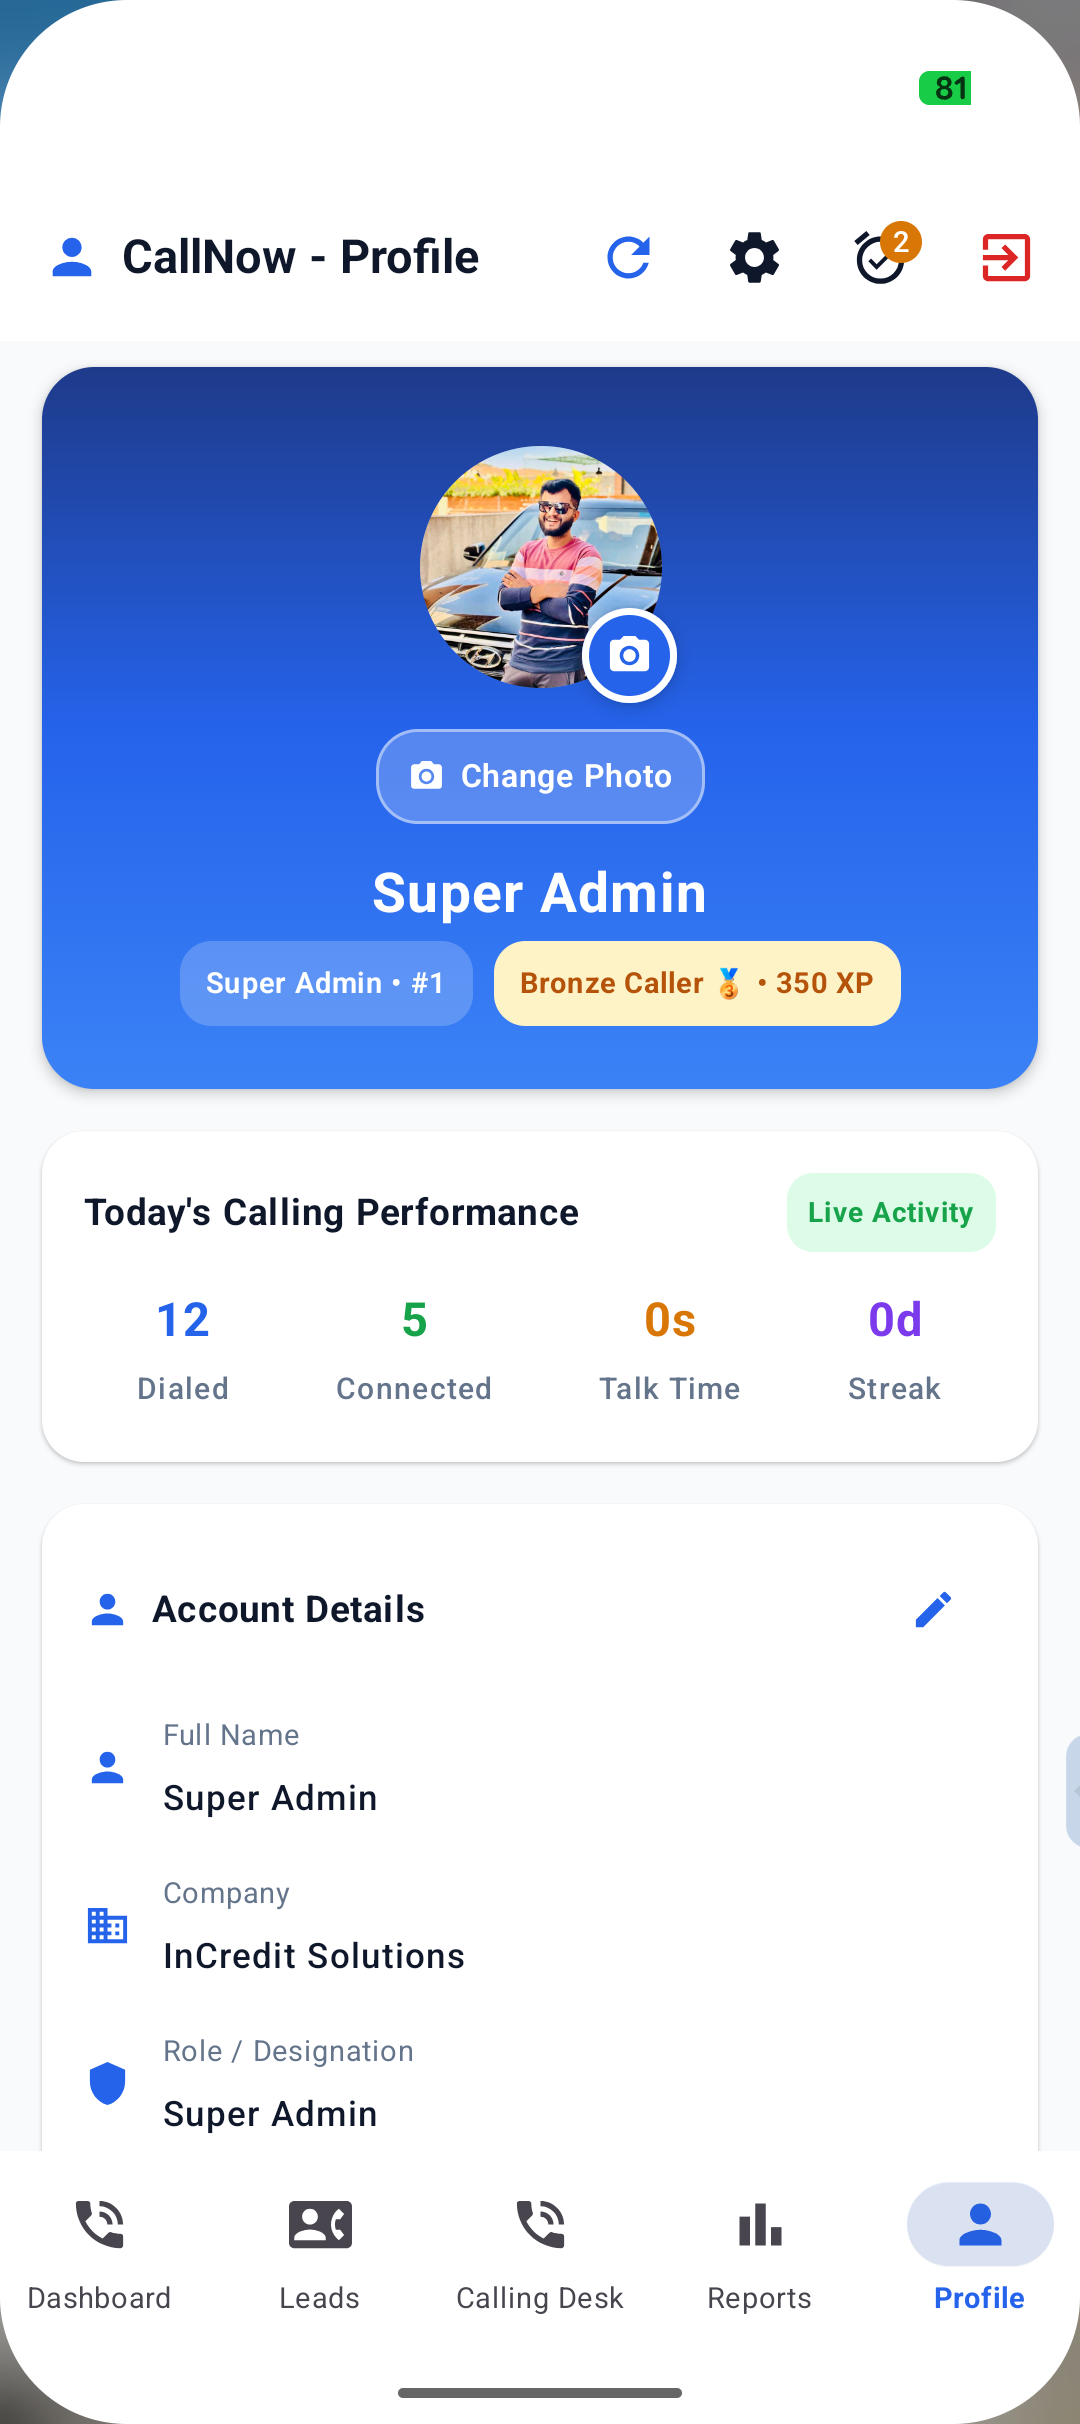 81
CallNow - Profile
2
Change Photo
Super Admin
Super Admin • #1
Bronze Caller 🥉 • 350 XP
Today's Calling Performance
Live Activity
12
5
0s
0d
Dialed
Connected
Talk Time
Streak
Account Details
Full Name
Super Admin
Company
InCredit Solutions
Role / Designation
Super Admin
Dashboard
Leads
Calling Desk
Reports
Profile